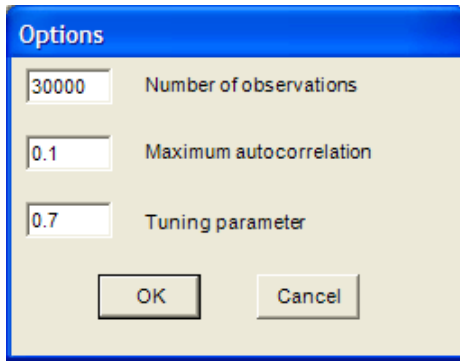 Options
30000 Number of observations
0.1 Maximum autocorrelation
0.7 Tuning parameter
OK Cancel